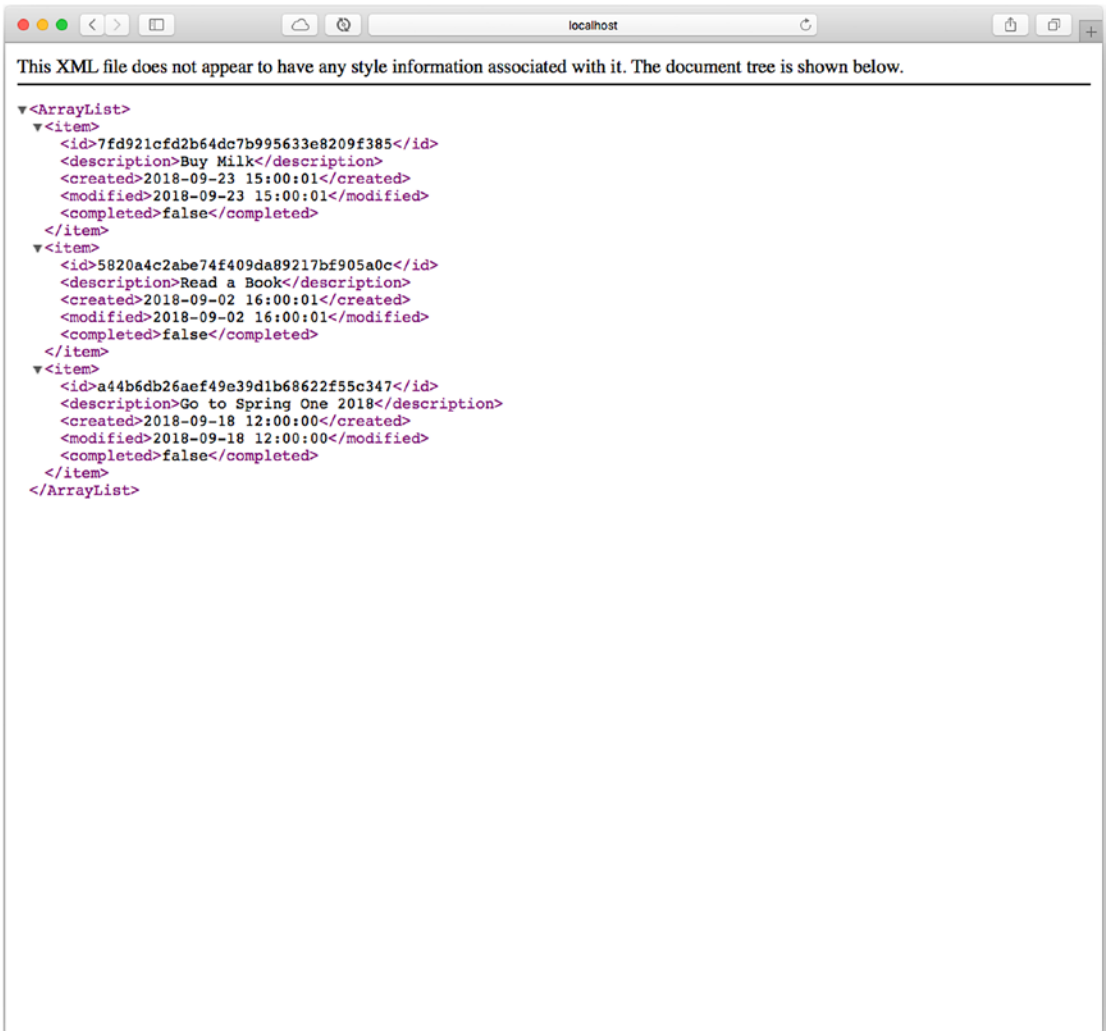 localhost
This XML file does not appear to have any style information associated with it. The document tree is shown below.
▼<ArrayList>
▼<item>
<id>7fd921cfd2b64dc7b995633e8209f385</id>
<description>Buy Milk</description>
<created>2018-09-23 15:00:01</created>
<modified>2018-09-23 15:00:01</modified>
<completed>false</completed>
</item>
▼<item>
<id>5820a4c2abe74f409da89217bf905a0c</id>
<description>Read a Book</description>
<created>2018-09-02 16:00:01</created>
<modified>2018-09-02 16:00:01</modified>
<completed>false</completed>
</item>
▼<item>
<id>a44b6db26aef49e39d1b68622f55c347</id>
<description>Go to Spring One 2018</description>
<created>2018-09-18 12:00:00</created>
<modified>2018-09-18 12:00:00</modified>
<completed>false</completed>
</item>
</ArrayList>